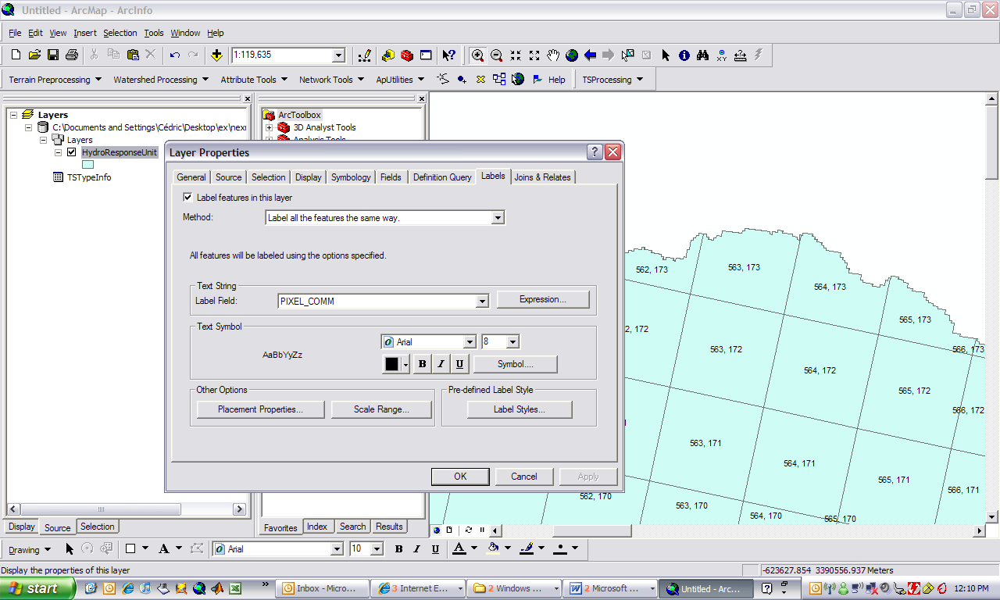 Untitled - ArcMap - ArcInfo
File Edit View Insert Selection Tools Window Help
1:119,635
Terrain Preprocessing Watershed Processing Attribute Tools Network Tools ApUtilities Help TSProcessing
Layers
C:\Documents and Settings\Cédric\Desktop\ex\nexr
Layers
HydroResponseUnit
TSTypeInfo
ArcToolbox
3D Analyst Tools
Analysis Tools
Layer Properties
General Source Selection Display Symbology Fields Definition Query Labels Joins & Relates
Label features in this layer
Method: Label all the features the same way.
All features will be labeled using the options specified.
Text String
Label Field: PIXEL_COMM Expression...
Text Symbol
AaBbYyZz
Arial 8
B I U Symbol....
Other Options
Placement Properties... Scale Range...
Pre-defined Label Style
Label Styles...
OK Cancel Apply
562, 173 563, 173
564, 173
565, 173
566, 173
2, 172 563, 172
564, 172
565, 172
566, 172
563, 171
564, 171
565, 171
566, 171
562, 170 563, 170
564, 170 565, 170
Display Source Selection
Favorites Index Search Results
Drawing A Arial 10 B I U A
Display the properties of this layer
-623627.854 3390556.937 Meters
start
»
Inbox - Micro... 3 Internet E... 2 Windows ... 2 Microsoft ... Untitled - Arc...
12:10 PM